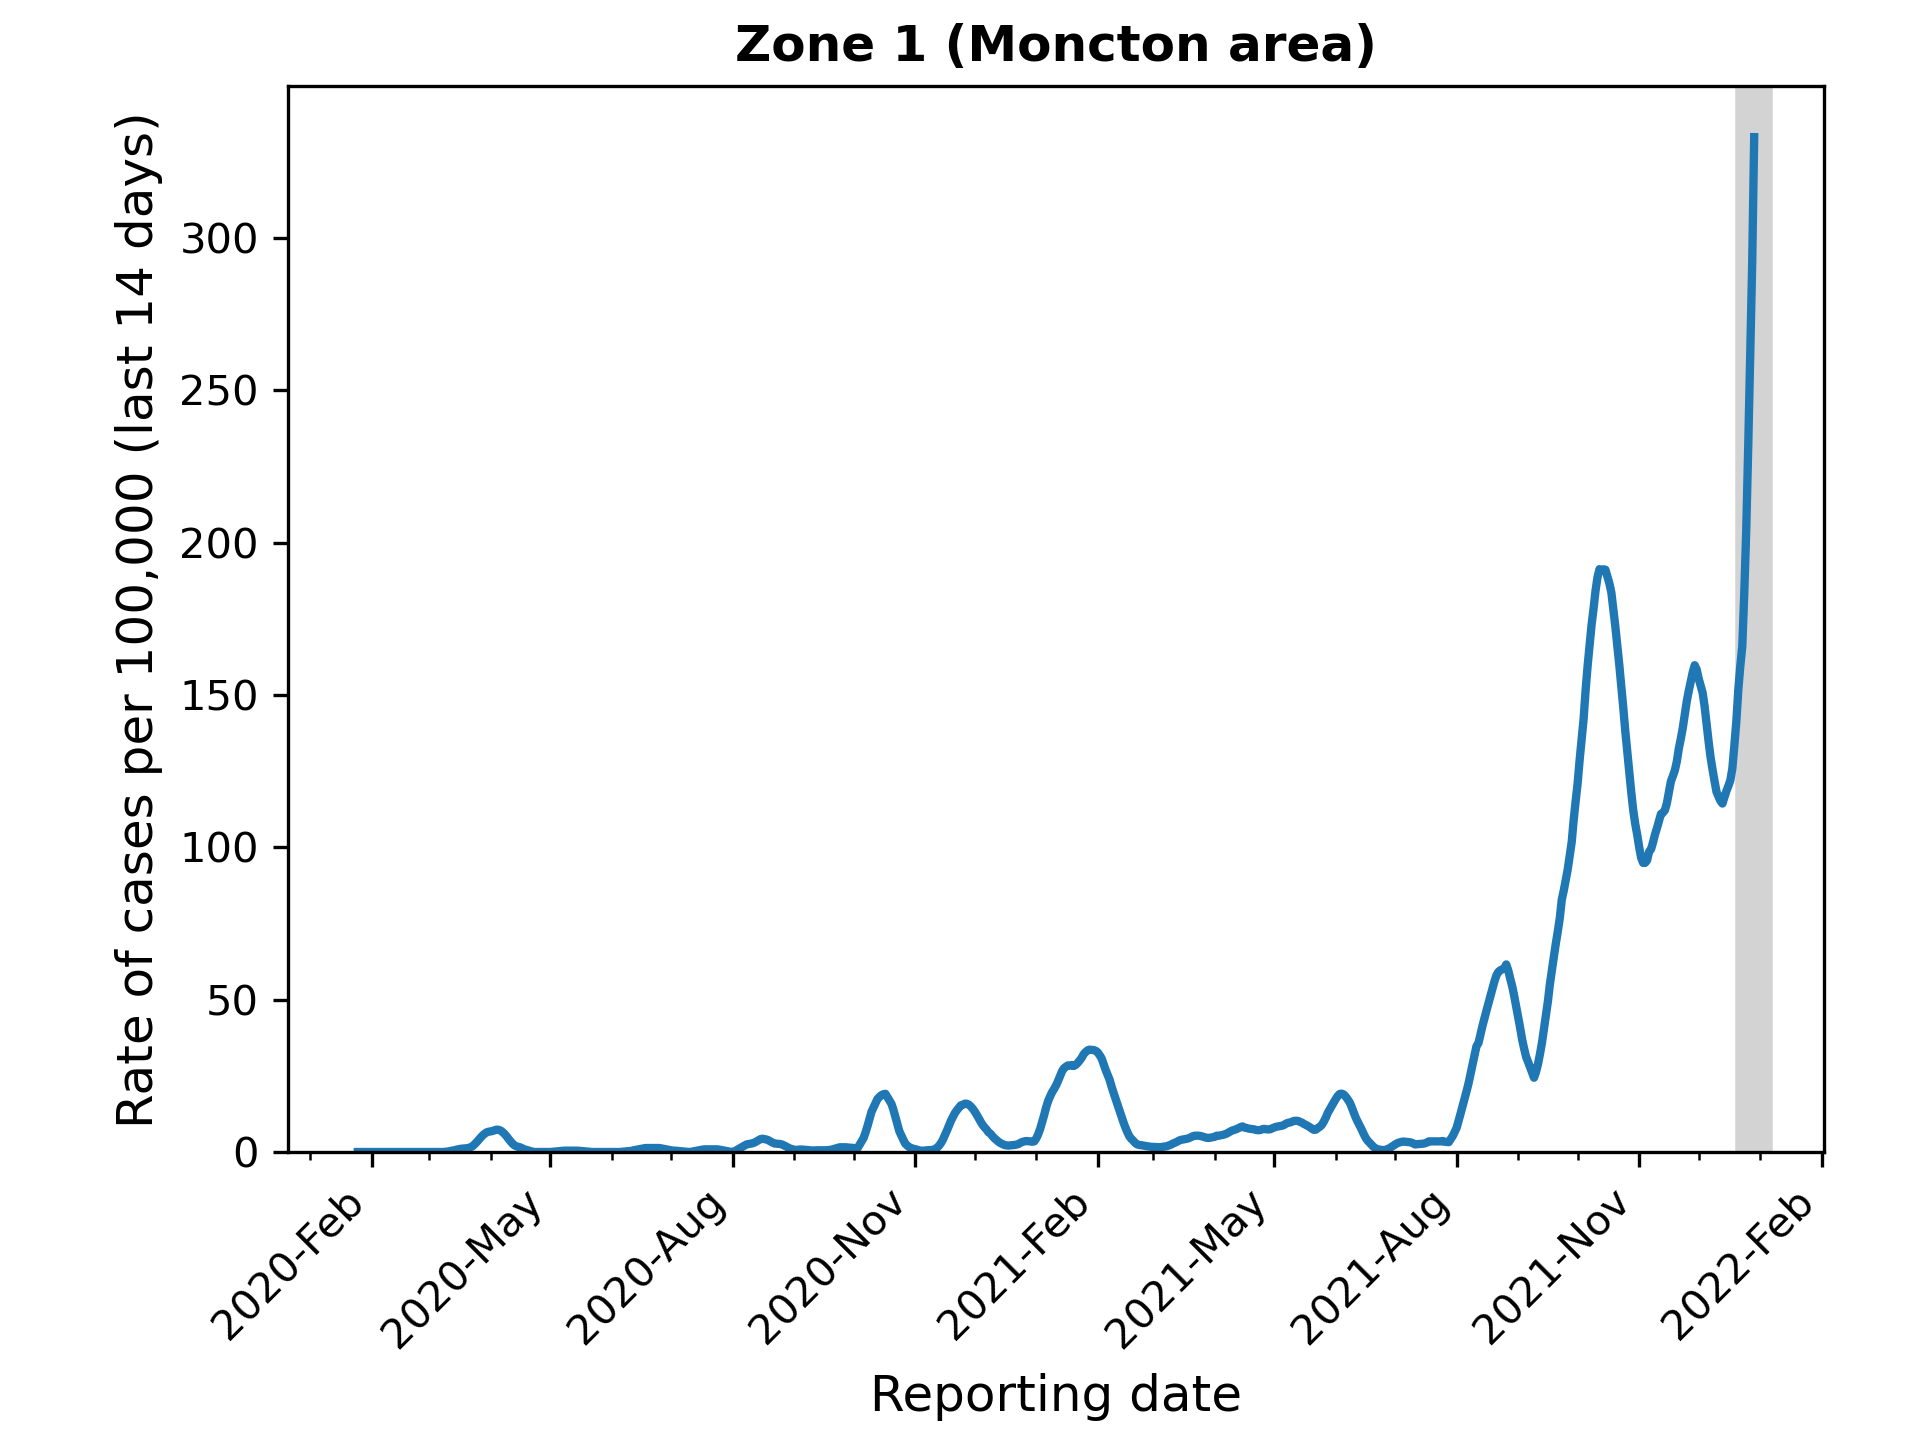 Zone 1 (Moncton area)
Rate of cases per 100,000 (last 14 days)
300
250
200
150
100
50
0
2020-Feb
2020-May
2020-Aug
2020-Nov
2021-Feb
2021-May
2021-Aug
2021-Nov
2022-Feb
Reporting date